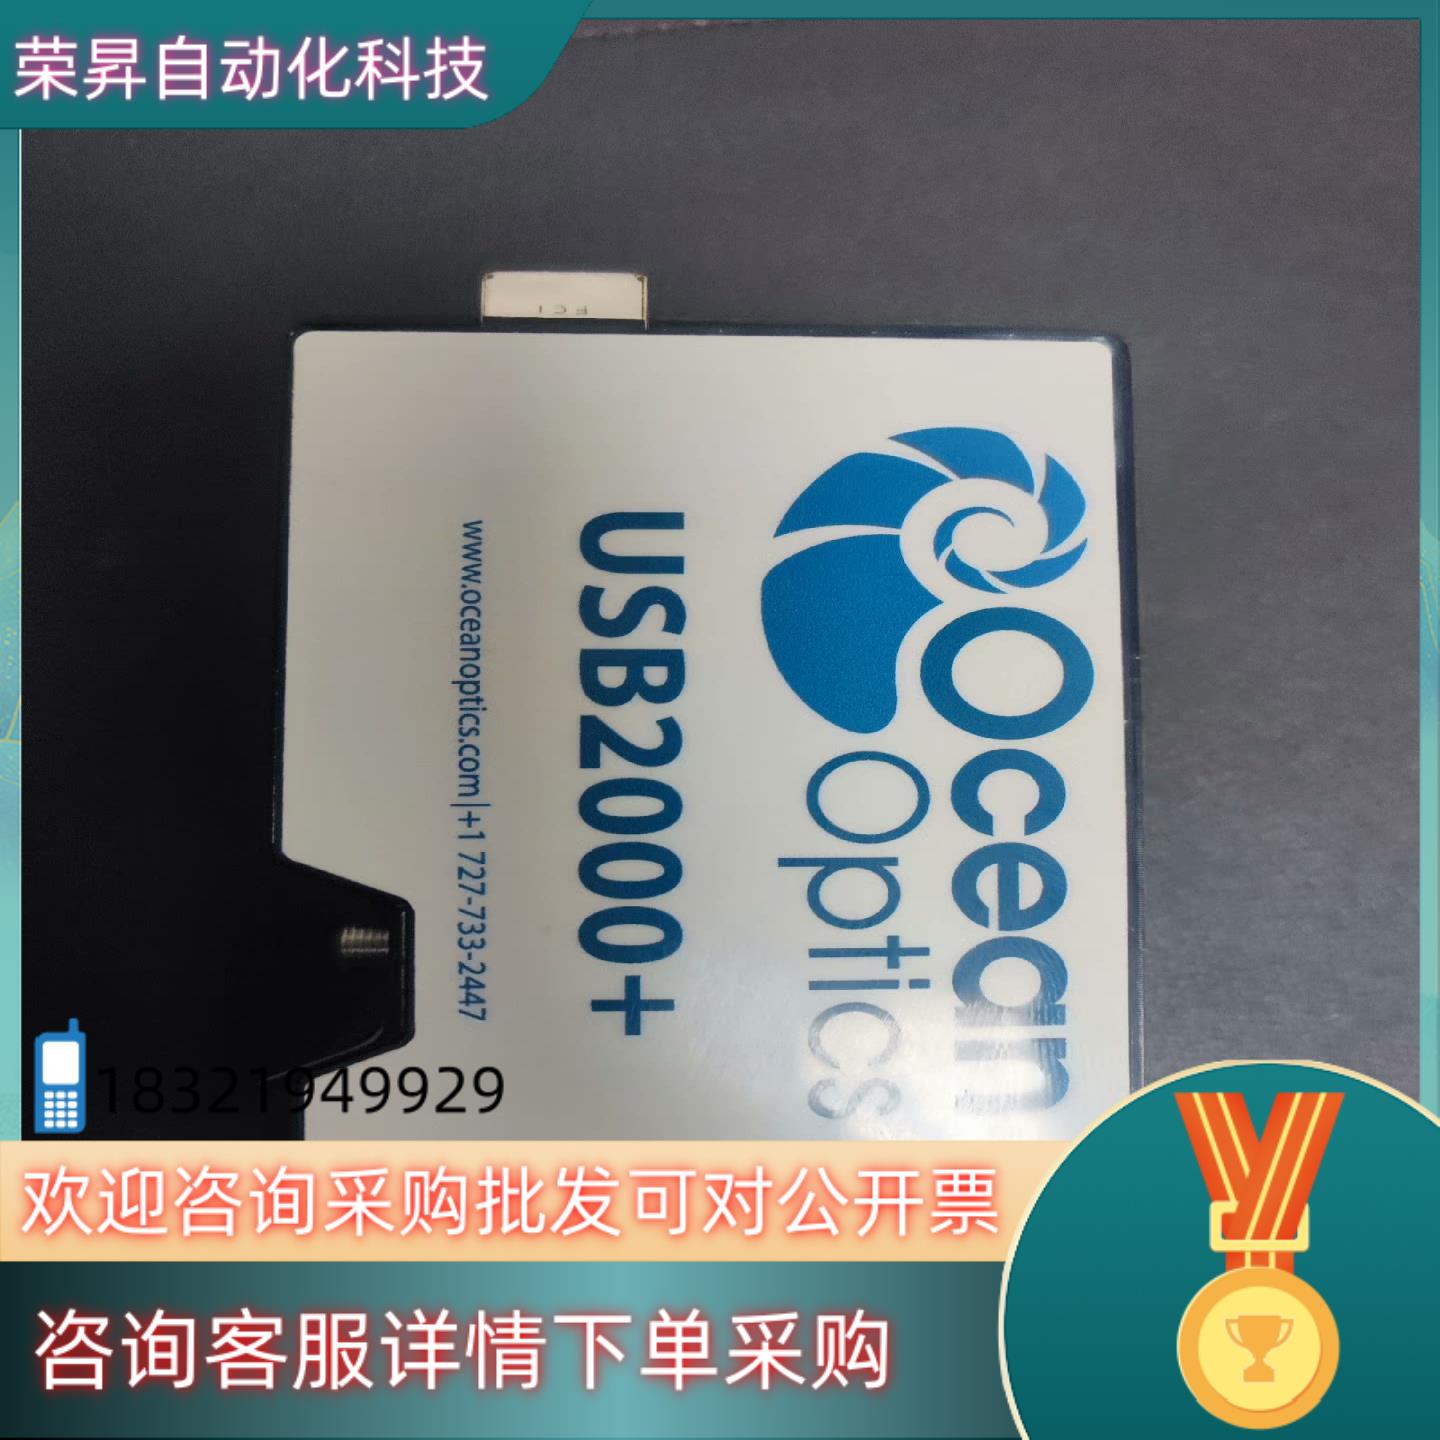 荣昇自动化科技
FCI
Ocean
Optics
USB2000+
www.oceanoptics.com|+1 727-733-2447
18321949929
欢迎咨询采购批发可对公开票
咨询客服详情下单采购